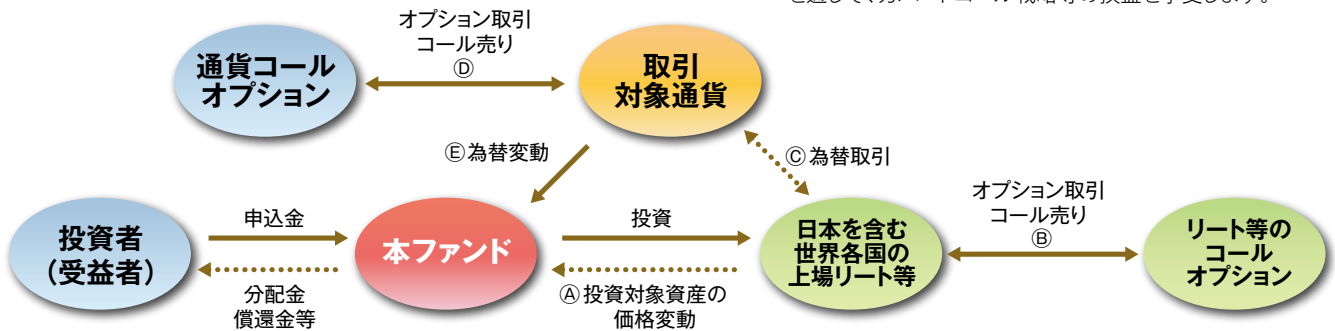 オプション取引
コール売り
Ⓓ
通貨コール
オプション
取引
対象通貨
Ⓔ為替変動
Ⓒ為替取引
オプション取引
コール売り
Ⓑ
投資者
(受益者)
申込金
分配金
償還金等
本ファンド
投資
Ⓐ投資対象資産の
価格変動
日本を含む
世界各国の
上場リート等
リート等の
コール
オプション